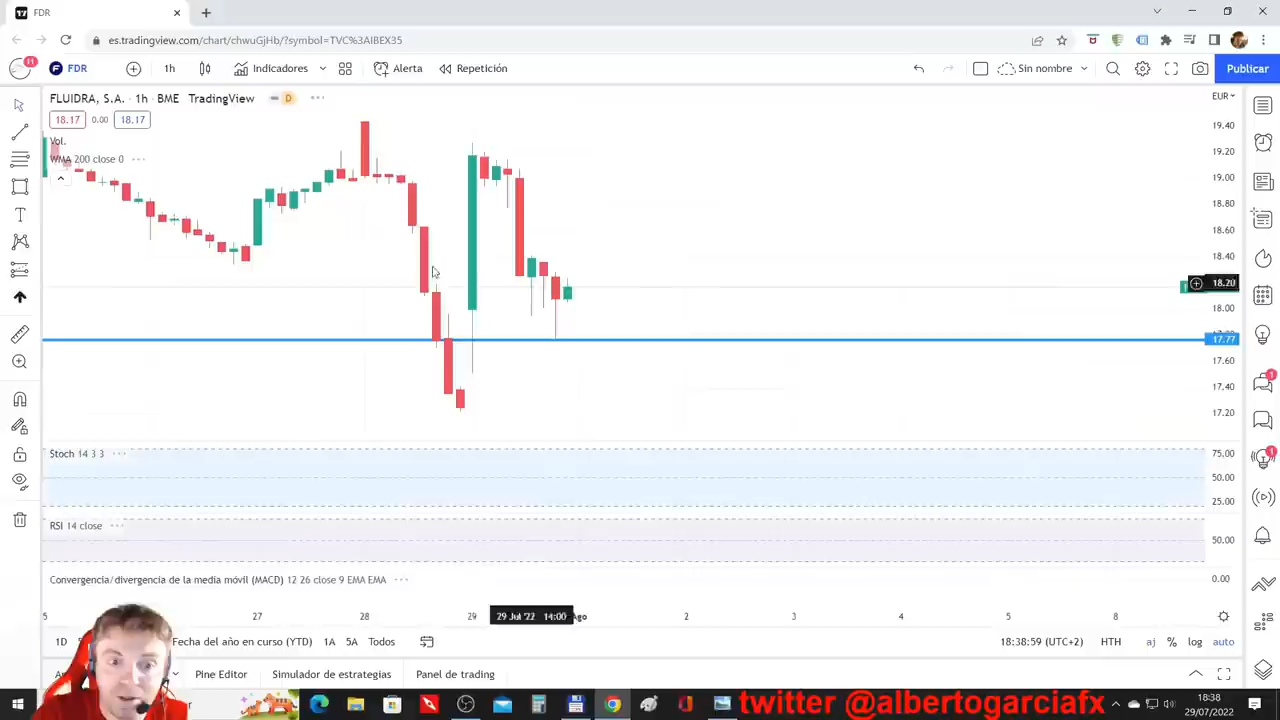 FDR
es.tradingview.com/chart/chwuGjHb/?symbol=TVC%3AIBEX35
11 FDR 1h Indicadores Alerta Repetición Sin nombre Publicar
FLUIDRA, S.A. · 1h · BME TradingView D
EUR
18.17 0.00 18.17
Vol.
WMA 200 close 0
19.40
19.20
19.00
18.80
18.60
18.40
18.20
18.00
17.77
17.60
17.40
17.20
Stoch 14 3 3
75.00
50.00
25.00
RSI 14 close
50.00
Convergencia/divergencia de la media móvil (MACD) 12 26 close 9 EMA EMA
0.00
27 28 29 29 Jul '22 14:00 Ago 2 3 4 5 8
1D Fecha del año en curso (YTD) 1A 5A Todos 18:38:59 (UTC+2) HTH aj % log auto
Pine Editor Simulador de estrategias Panel de trading
1
1
twitter @albertogarciafx
18:38
29/07/2022